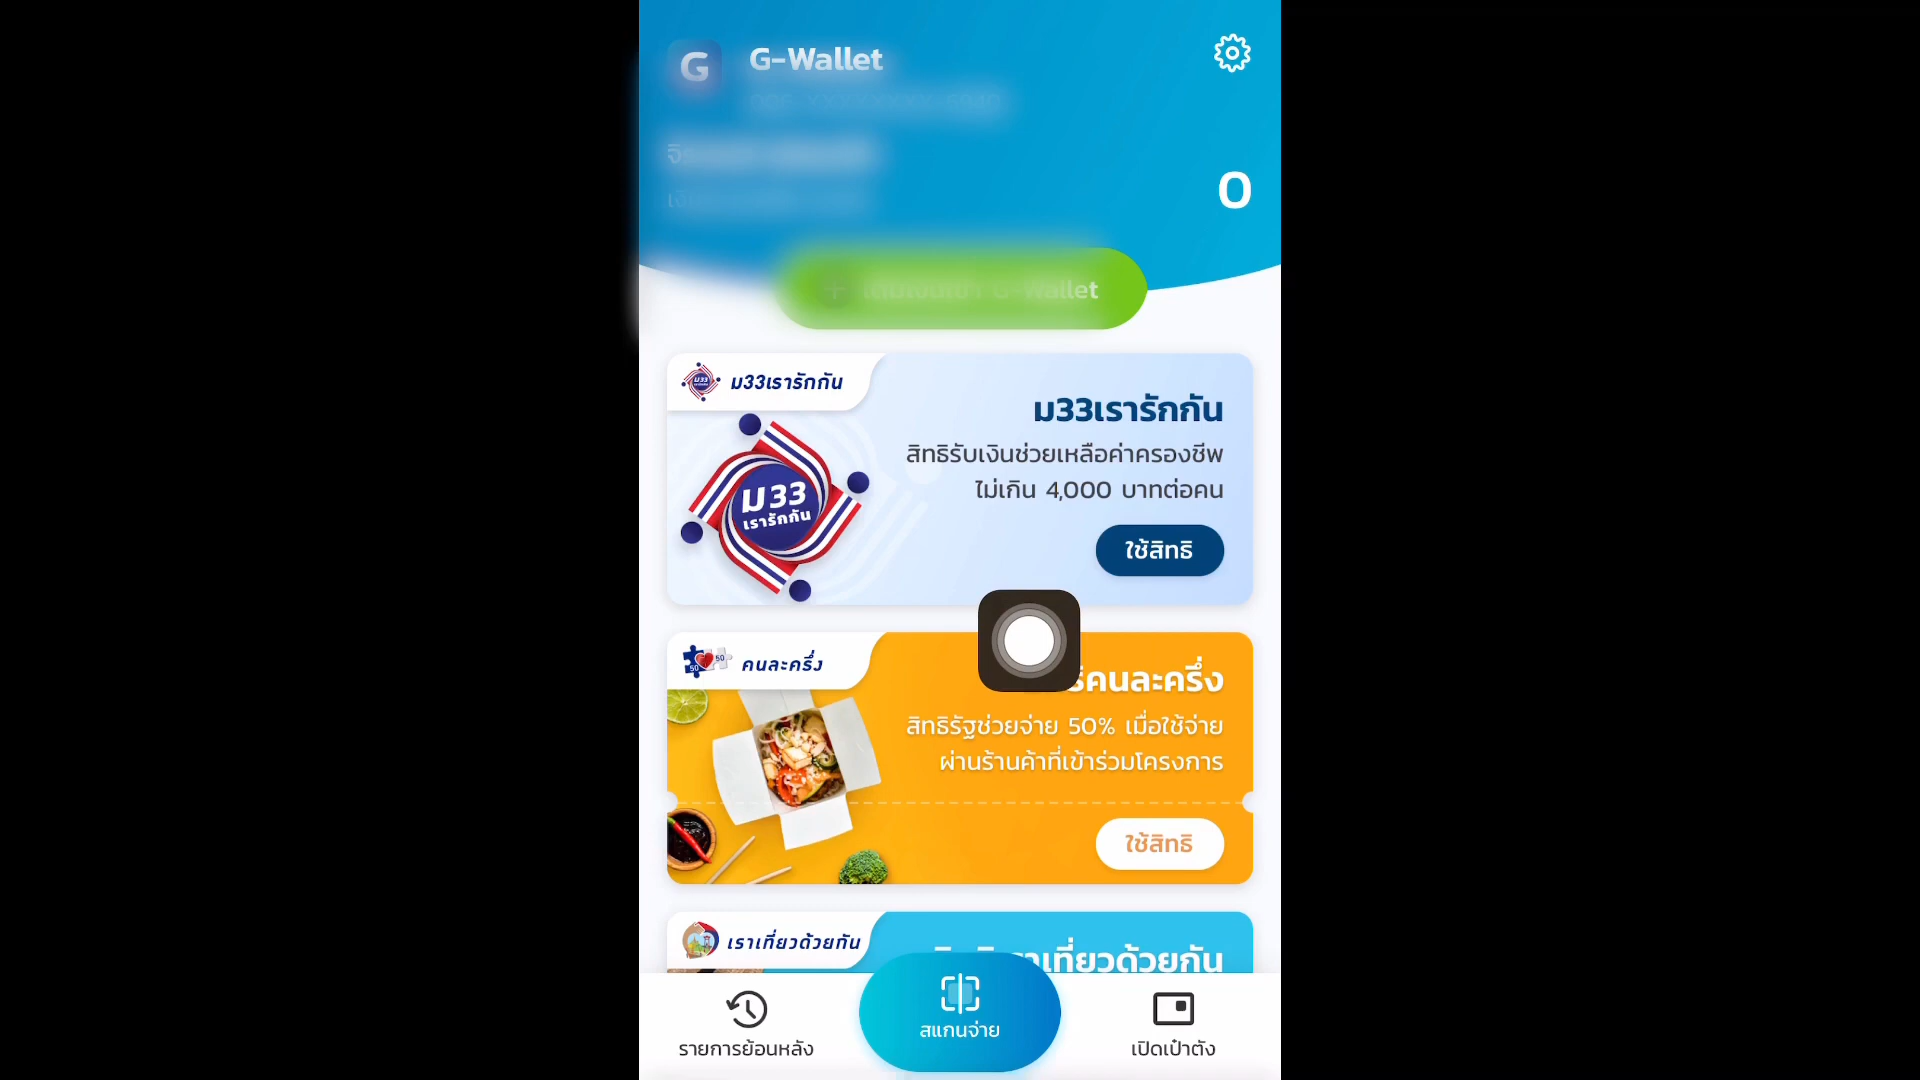 G
G-Wallet
0
G-Wallet
ม33เรารักกัน
ม33เรารักกัน
สิทธิรับเงินช่วยเหลือค่าครองชีพ
ไม่เกิน 4,000 บาทต่อคน
ม33
เรารักกัน
ใช้สิทธิ
50 50
คนละครึ่ง
คนละครึ่ง
สิทธิรัฐช่วยจ่าย 50% เมื่อใช้จ่าย
ผ่านร้านค้าที่เข้าร่วมโครงการ
ใช้สิทธิ
เราเที่ยวด้วยกัน
เที่ยวด้วยกัน
รายการย้อนหลัง
สแกนจ่าย
เปิดเป๋าตัง